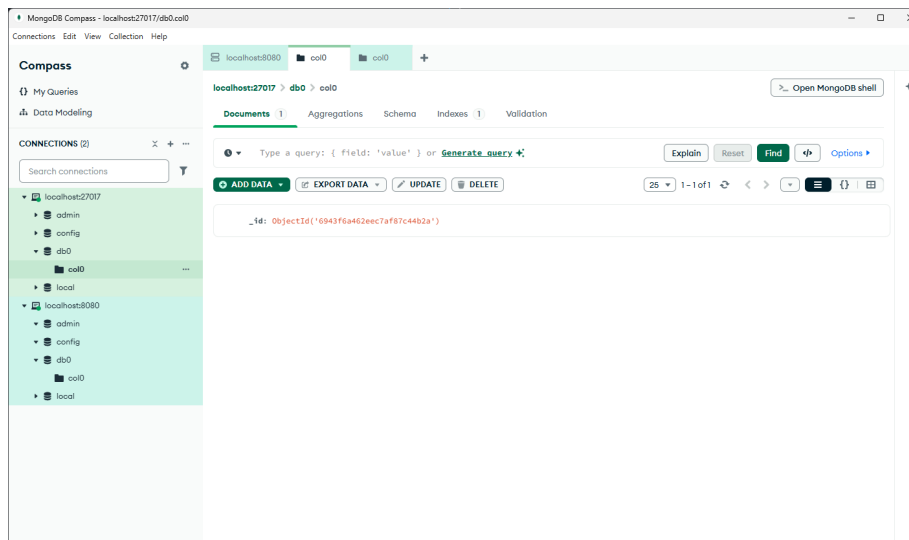 MongoDB Compass - localhost:27017/db0.col0
Connections Edit View Collection Help
Compass
My Queries
Data Modeling
CONNECTIONS (2)
Search connections
localhost:27017
admin
config
db0
col0
local
localhost:8080
admin
config
db0
col0
local
localhost:8080 col0 col0
localhost:27017 > db0 > col0
>_ Open MongoDB shell
Documents 1 Aggregations Schema Indexes 1 Validation
Type a query: { field: 'value' } or Generate query
Explain Reset Find </> Options
ADD DATA EXPORT DATA UPDATE DELETE
25 1 - 1 of 1 {}
_id: ObjectId('6943f6a462eec7af87c44b2a')